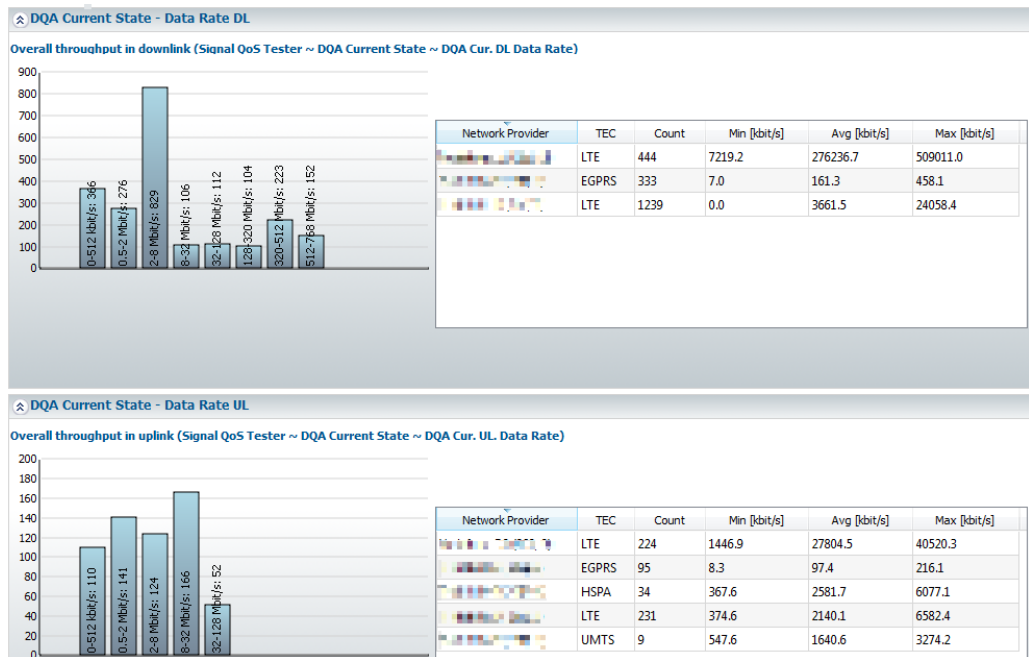 DQA Current State - Data Rate DL
Overall throughput in downlink (Signal QoS Tester ~ DQA Current State ~ DQA Cur. DL Data Rate)
900
800
700
600
500
400
300
200
100
0
0-512 kbit/s: 366
0.5-2 Mbit/s: 276
2-8 Mbit/s: 829
8-32 Mbit/s: 106
32-128 Mbit/s: 112
128-320 Mbit/s: 104
320-512 Mbit/s: 223
512-768 Mbit/s: 152
Network Provider TEC Count Min [kbit/s] Avg [kbit/s] Max [kbit/s]
LTE 444 7219.2 276236.7 509011.0
EGPRS 333 7.0 161.3 458.1
LTE 1239 0.0 3661.5 24058.4
DQA Current State - Data Rate UL
Overall throughput in uplink (Signal QoS Tester ~ DQA Current State ~ DQA Cur. UL. Data Rate)
200
180
160
140
120
100
80
60
40
20
0
0-512 kbit/s: 110
0.5-2 Mbit/s: 141
2-8 Mbit/s: 124
8-32 Mbit/s: 166
32-128 Mbit/s: 52
Network Provider TEC Count Min [kbit/s] Avg [kbit/s] Max [kbit/s]
LTE 224 1446.9 27804.5 40520.3
EGPRS 95 8.3 97.4 216.1
HSPA 34 367.6 2581.7 6077.1
LTE 231 374.6 2140.1 6582.4
UMTS 9 547.6 1640.6 3274.2